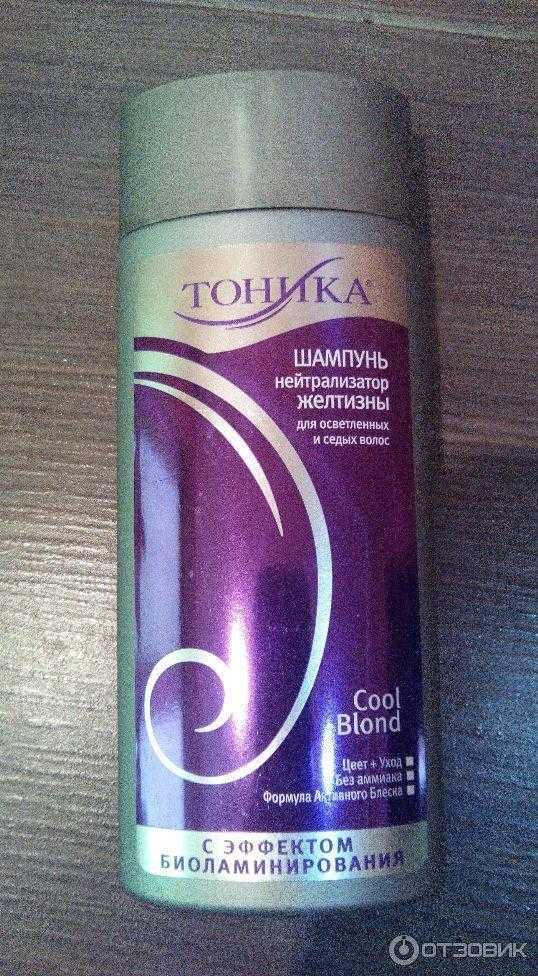 ТОНИКА®
ШАМПУНЬ
нейтрализатор
ЖЕЛТИЗНЫ
для осветленных
и седых волос
Cool
Blond
Цвет + Уход
Без аммиака
Формула Активного Блеска
С ЭФФЕКТОМ
БИОЛАМИНИРОВАНИЯ
ОТЗОВИК